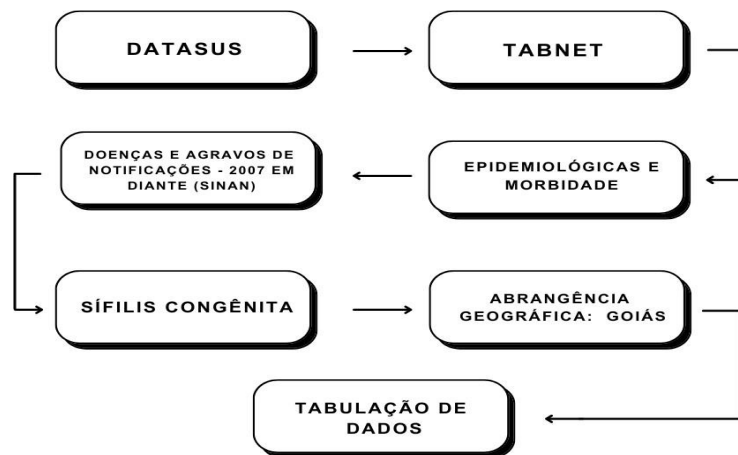 DATASUS
TABNET
EPIDEMIOLÓGICAS E
MORBIDADE
DOENÇAS E AGRAVOS DE
NOTIFICAÇÕES - 2007 EM
DIANTE (SINAN)
SÍFILIS CONGÊNITA
ABRANGÊNCIA
GEOGRÁFICA: GOIÁS
TABULAÇÃO DE
DADOS